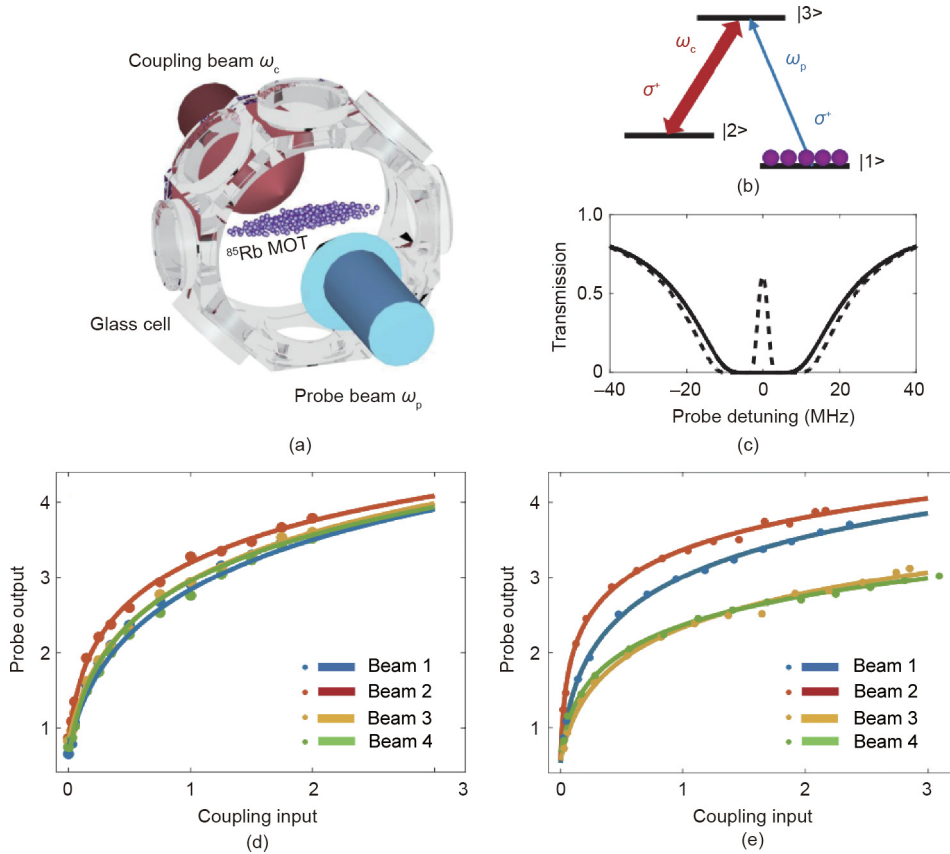 Coupling beam ωc
⁸⁵Rb MOT
Glass cell
Probe beam ωp
(a)
|3>
ωc
ωp
σ⁺
σ⁺
|2>
|1>
(b)
Transmission
1.0
0.5
0
–40
–20
0
20
40
Probe detuning (MHz)
(c)
Probe output
4
3
2
1
Beam 1
Beam 2
Beam 3
Beam 4
0
1
2
3
Coupling input
(d)
Probe output
4
3
2
1
Beam 1
Beam 2
Beam 3
Beam 4
0
1
2
3
Coupling input
(e)